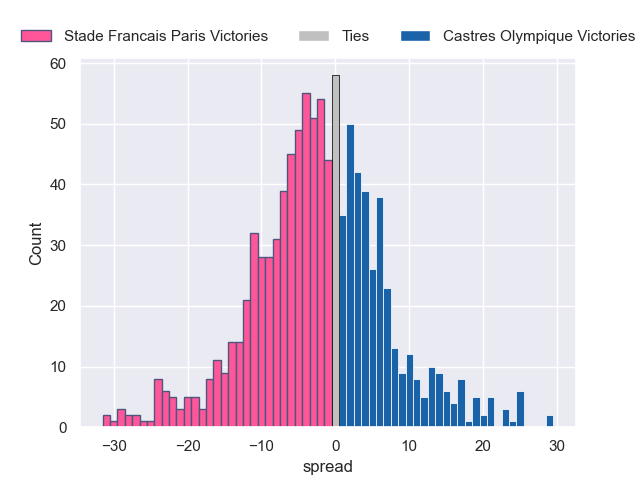 Stade Francais Paris Victories Ties Castres Olympique Victories
60
50
40
30
20
10
0
Count
−30 −20 −10 0 10 20 30
spread